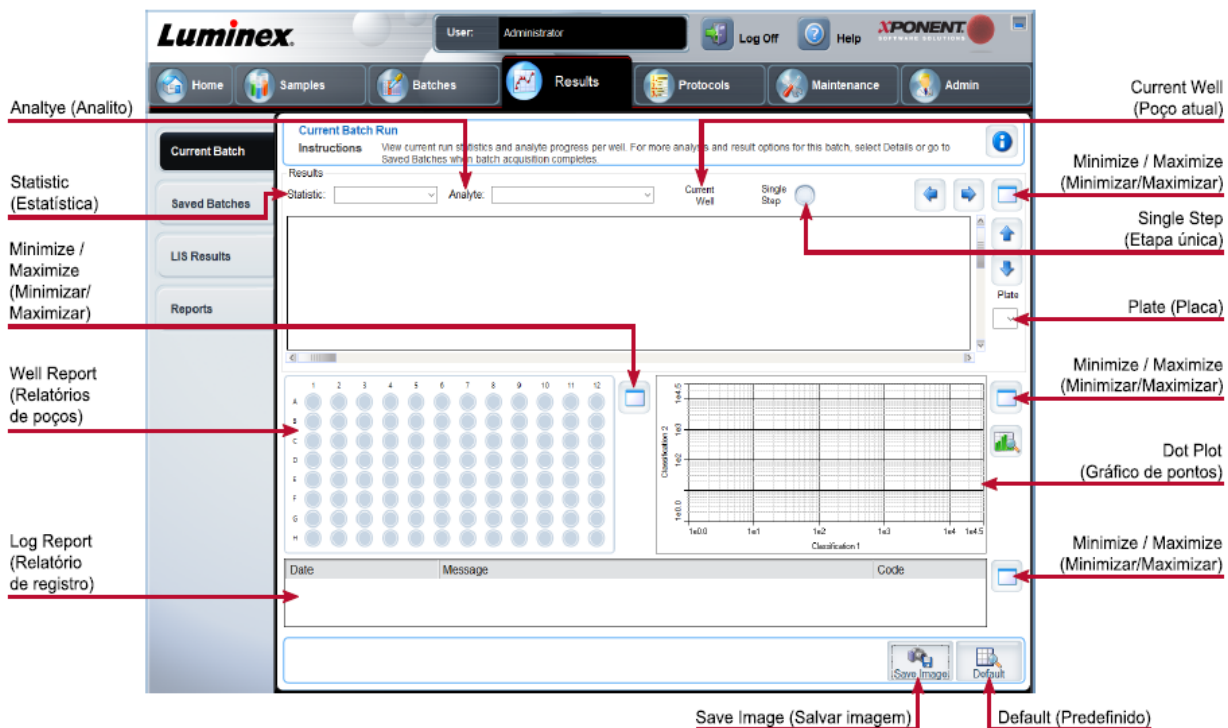 Luminex.
User:
Administrator
Log Off
Help
XPONENT.
SOFTWARE SOLUTIONS
Home
Samples
Batches
Results
Protocols
Maintenance
Admin
Analtye (Analito)
Current Well
(Poço atual)
Current Batch
Saved Batches
LIS Results
Reports
Current Batch Run
Instructions
View current run statistics and analyte progress per well. For more analysis and result options for this batch, select Details or go to
Saved Batches when batch acquisition completes.
Minimize / Maximize
(Minimizar/Maximizar)
Statistic
(Estatística)
Results
Statistic:
Analyte:
Current
Well
Single
Step
Single Step
(Etapa única)
Minimize /
Maximize
(Minimizar/
Maximizar)
Plate
Plate (Placa)
Well Report
(Relatórios
de poços)
1 2 3 4 5 6 7 8 9 10 11 12
A
B
C
D
E
F
G
H
Minimize / Maximize
(Minimizar/Maximizar)
Classification 2
1e4.5
1e3
1e2
1e0.0
1e0.0 1e1 1e2 1e3 1e4 1e4.5
Classification 1
Dot Plot
(Gráfico de pontos)
Log Report
(Relatório
de registro)
Date
Message
Code
Minimize / Maximize
(Minimizar/Maximizar)
Save Image
Default
Save Image (Salvar imagem)
Default (Predefinido)